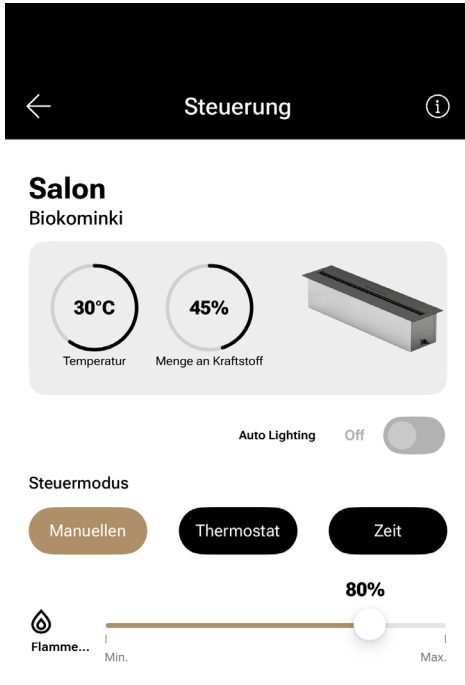 Steuerung
Salon
Biokominki
30°C
45%
Temperatur
Menge an Kraftstoff
Auto Lighting Off
Steuermodus
Manuellen Thermostat Zeit
80%
Flamme...
Min. Max.